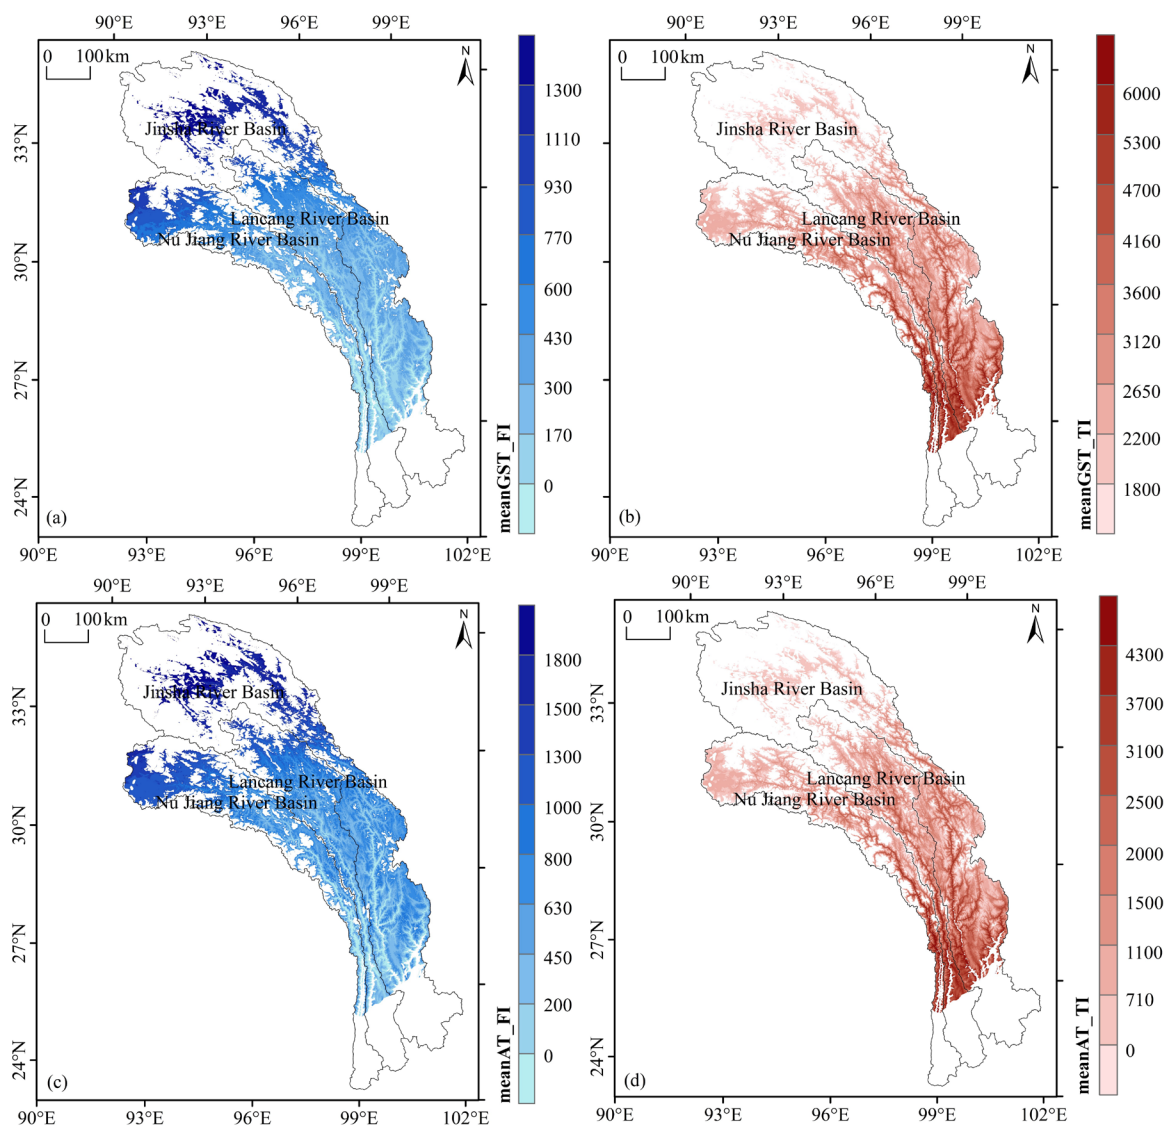 90°E 93°E 96°E 99°E
0 100km
N
33°N
30°N
27°N
24°N
Jinsha River Basin
Lancang River Basin
Nu Jiang River Basin
(a)
90°E 93°E 96°E 99°E 102°E
1300
1110
930
770
600
430
300
170
0
meanGST_FI
90°E 93°E 96°E 99°E
0 100km
N
33°N
30°N
27°N
24°N
Jinsha River Basin
Lancang River Basin
Nu Jiang River Basin
(b)
90°E 93°E 96°E 99°E 102°E
6000
5300
4700
4160
3600
3120
2650
2200
1800
meanGST_TI
90°E 93°E 96°E 99°E
0 100km
N
33°N
30°N
27°N
24°N
Jinsha River Basin
Lancang River Basin
Nu Jiang River Basin
(c)
90°E 93°E 96°E 99°E 102°E
1800
1500
1300
1000
800
630
450
200
0
meanAT_FI
90°E 93°E 96°E 99°E
0 100km
N
33°N
30°N
27°N
24°N
Jinsha River Basin
Lancang River Basin
Nu Jiang River Basin
(d)
90°E 93°E 96°E 99°E 102°E
4300
3700
3100
2500
2000
1500
1100
710
0
meanAT_TI